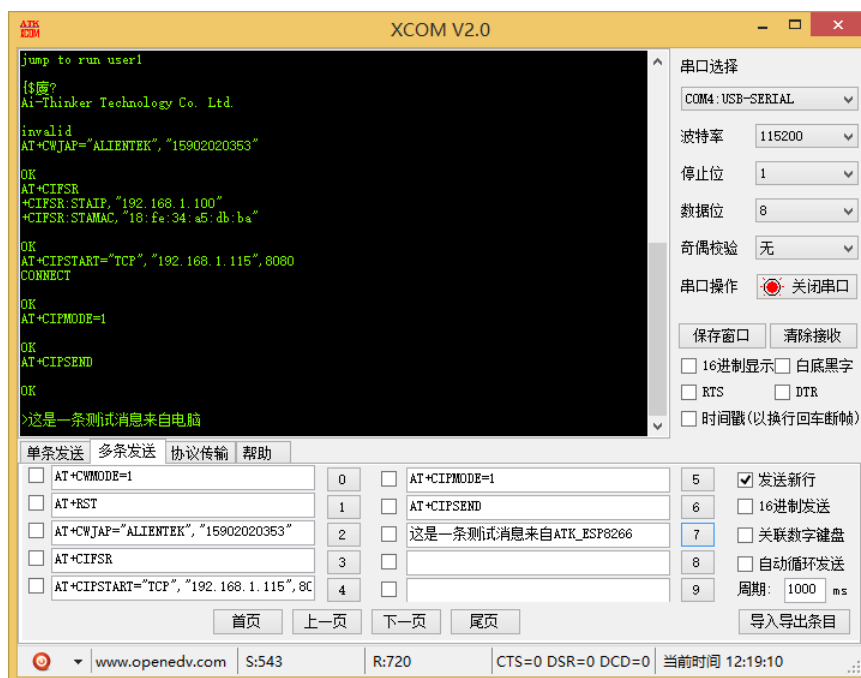 ATK
XCOM
XCOM V2.0
jump to run user1
{$廋?
Ai-Thinker Technology Co. Ltd.
invalid
AT+CWJAP="ALIENTEK","15902020353"
OK
AT+CIFSR
+CIFSR:STAIP,"192.168.1.100"
+CIFSR:STAMAC,"18:fe:34:a5:db:ba"
OK
AT+CIPSTART="TCP","192.168.1.115",8080
CONNECT
OK
AT+CIPMODE=1
OK
AT+CIPSEND
OK
>这是一条测试消息来自电脑
串口选择
COM4:USB-SERIAL
波特率 115200
停止位 1
数据位 8
奇偶校验 无
串口操作 关闭串口
保存窗口 清除接收
16进制显示 白底黑字
RTS DTR
时间戳(以换行回车断帧)
单条发送 多条发送 协议传输 帮助
AT+CWMODE=1 0 AT+CIPMODE=1 5 发送新行
AT+RST 1 AT+CIPSEND 6 16进制发送
AT+CWJAP="ALIENTEK","15902020353" 2 这是一条测试消息来自ATK_ESP8266 7 关联数字键盘
AT+CIFSR 3 8 自动循环发送
AT+CIPSTART="TCP","192.168.1.115",80 4 9 周期: 1000 ms
首页 上一页 下一页 尾页 导入导出条目
www.openedv.com S:543 R:720 CTS=0 DSR=0 DCD=0 当前时间 12:19:10